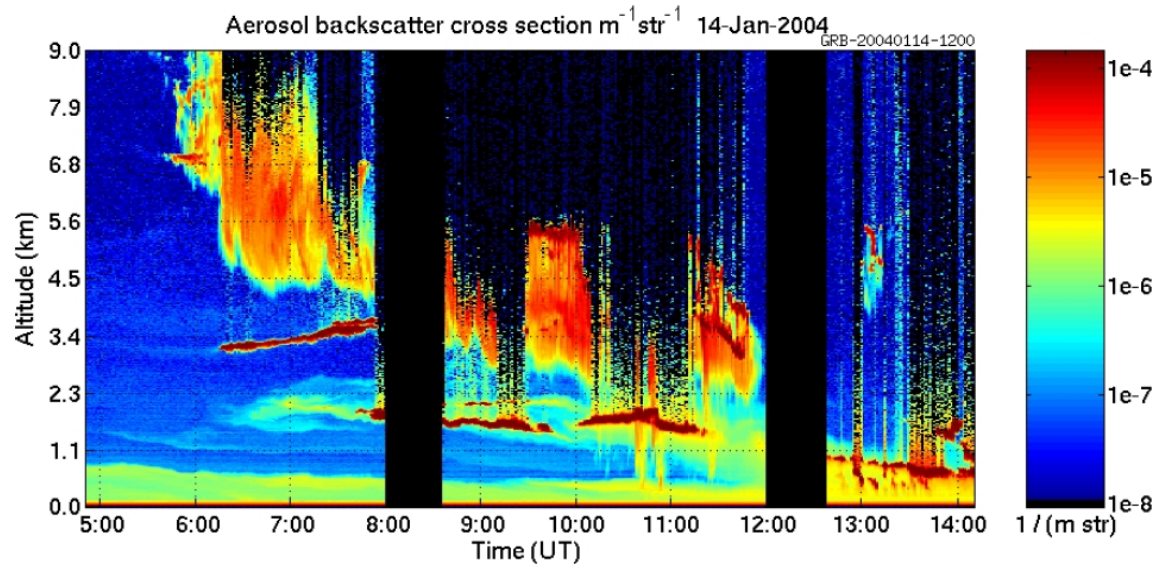 Aerosol backscatter cross section m⁻¹str⁻¹ 14-Jan-2004
GRB-20040114-1200
9.0
7.9
6.8
5.6
4.5
3.4
2.3
1.1
0.0
Altitude (km)
5:00 6:00 7:00 8:00 9:00 10:00 11:00 12:00 13:00 14:00
Time (UT)
1e-4
1e-5
1e-6
1e-7
1e-8
1 / (m str)